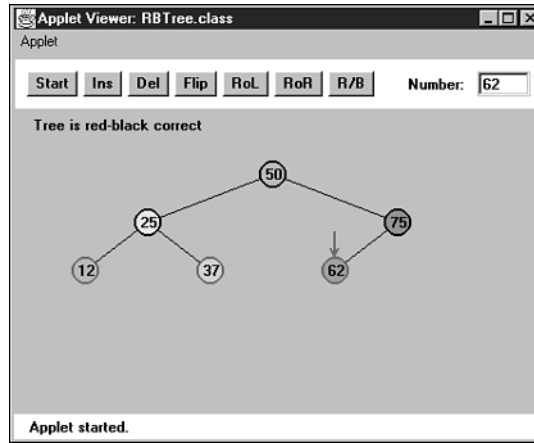 Applet Viewer: RBTree.class
Applet
Start Ins Del Flip RoL RoR R/B Number: 62
Tree is red-black correct
50
25 75
12 37 62
Applet started.